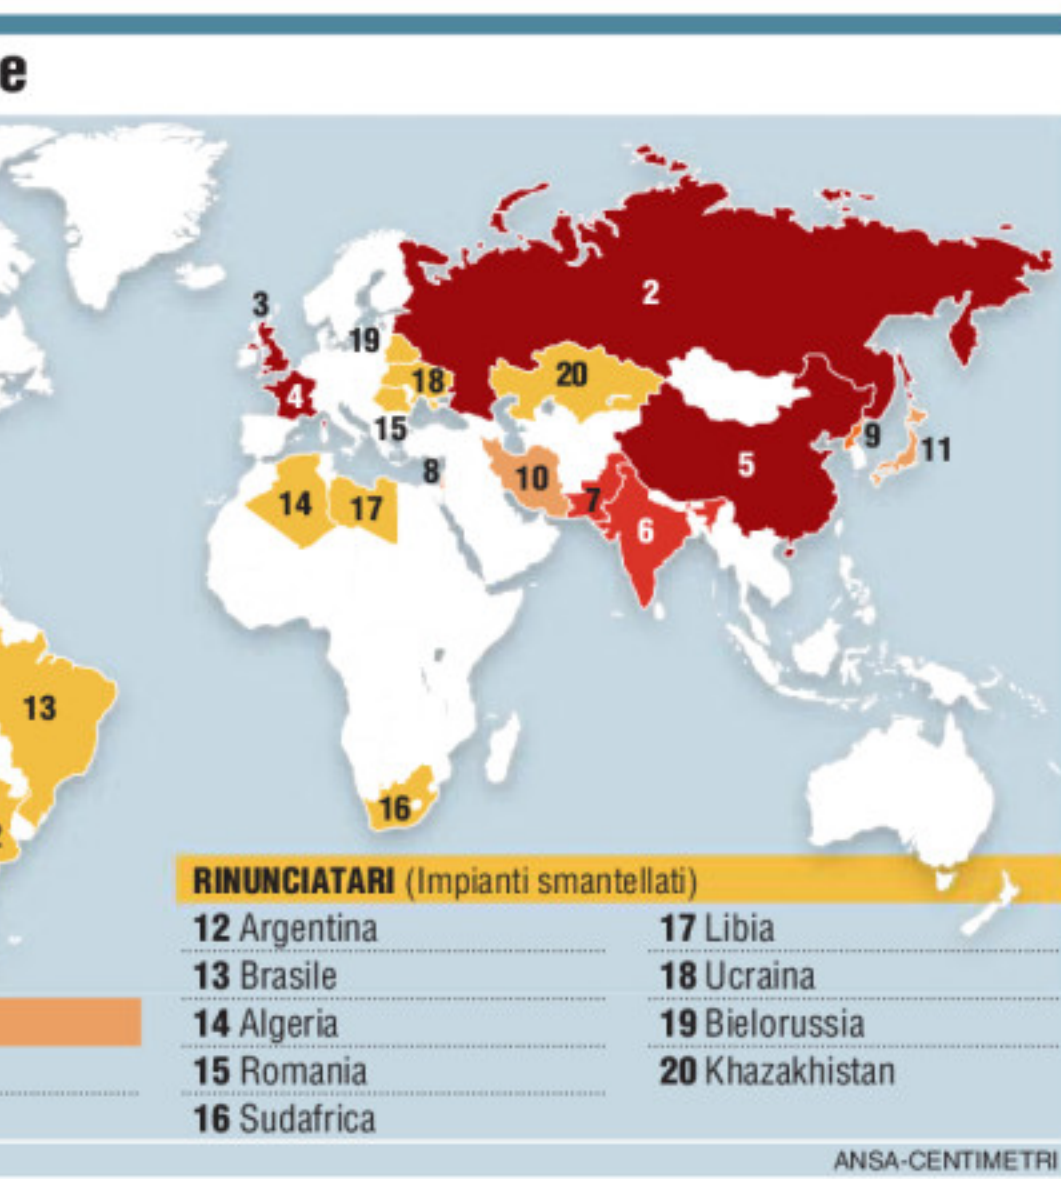 e
2
3
19
18
20
4
15
9
11
5
8
10
7
14
17
6
13
16
2
RINUNCIATARI (Impianti smantellati)
12 Argentina
13 Brasile
14 Algeria
15 Romania
16 Sudafrica
17 Libia
18 Ucraina
19 Bielorussia
20 Khazakhistan
ANSA-CENTIMETRI